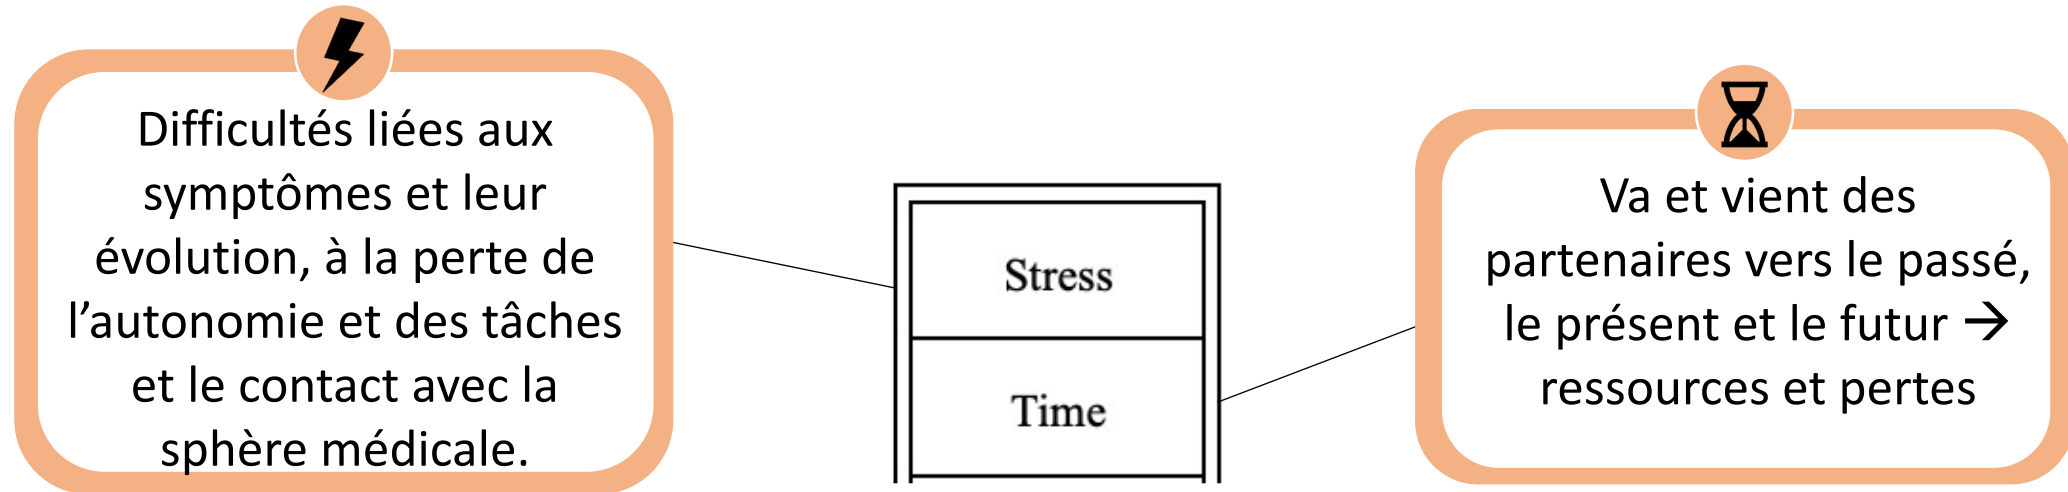 Difficultés liées aux
symptômes et leur
évolution, à la perte de
l’autonomie et des tâches
et le contact avec la
sphère médicale.
Stress
Time
Va et vient des
partenaires vers le passé,
le présent et le futur →
ressources et pertes